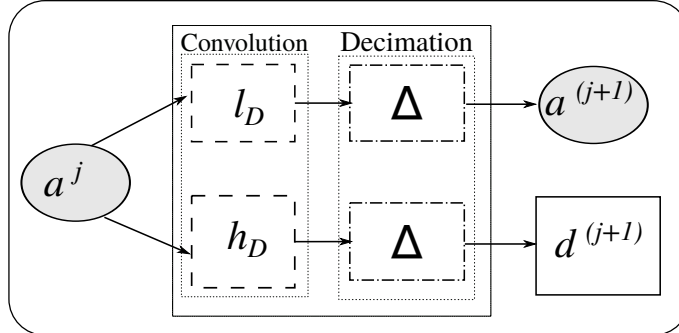 Convolution Decimation
l_D Δ a^(j+1)
a^j
h_D Δ d^(j+1)